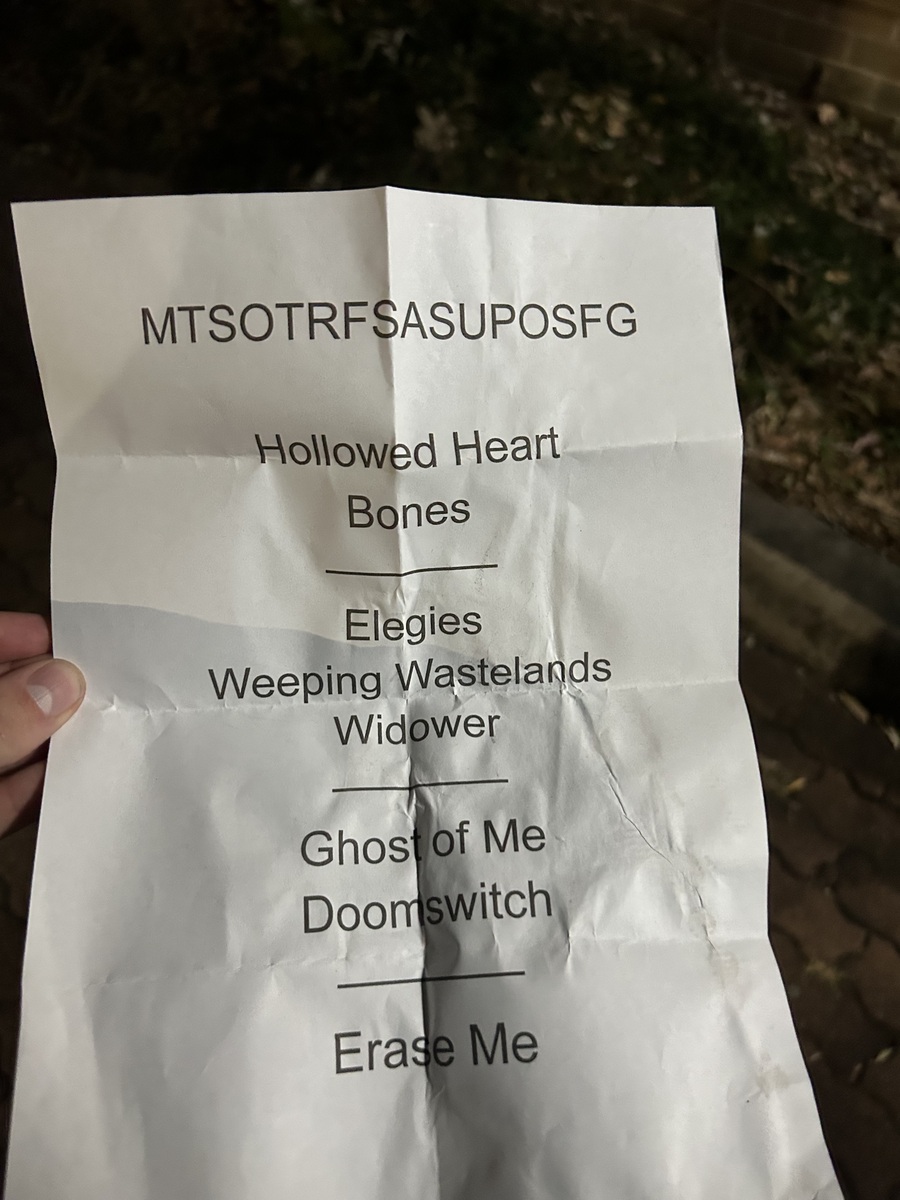 MTSOTRFSASUPOSFG
Hollowed Heart
Bones
Elegies
Weeping Wastelands
Widower
Ghost of Me
Doomswitch
Erase Me